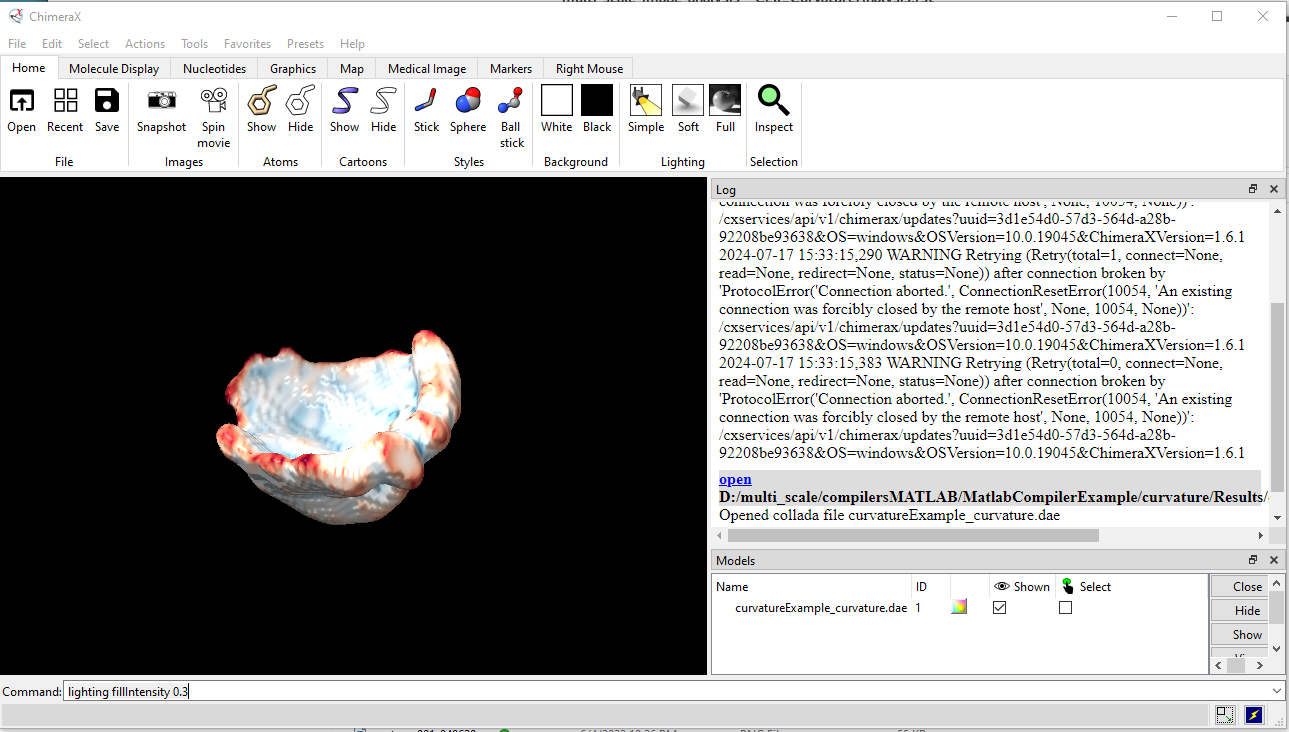 ChimeraX
File Edit Select Actions Tools Favorites Presets Help
Home Molecule Display Nucleotides Graphics Map Medical Image Markers Right Mouse
Open Recent Save Snapshot Spin movie Show Hide Show Hide Stick Sphere Ball stick White Black Simple Soft Full Inspect
File Images Atoms Cartoons Styles Background Lighting Selection
Log
connection was forcibly closed by the remote host', None, 10054, None))':
/cxservices/api/v1/chimerax/updates?uuid=3d1e54d0-57d3-564d-a28b-
92208be93638&OS=windows&OSVersion=10.0.19045&ChimeraXVersion=1.6.1
2024-07-17 15:33:15,290 WARNING Retrying (Retry(total=1, connect=None,
read=None, redirect=None, status=None)) after connection broken by
'ProtocolError('Connection aborted.', ConnectionResetError(10054, 'An existing
connection was forcibly closed by the remote host', None, 10054, None))':
/cxservices/api/v1/chimerax/updates?uuid=3d1e54d0-57d3-564d-a28b-
92208be93638&OS=windows&OSVersion=10.0.19045&ChimeraXVersion=1.6.1
2024-07-17 15:33:15,383 WARNING Retrying (Retry(total=0, connect=None,
read=None, redirect=None, status=None)) after connection broken by
'ProtocolError('Connection aborted.', ConnectionResetError(10054, 'An existing
connection was forcibly closed by the remote host', None, 10054, None))':
/cxservices/api/v1/chimerax/updates?uuid=3d1e54d0-57d3-564d-a28b-
92208be93638&OS=windows&OSVersion=10.0.19045&ChimeraXVersion=1.6.1
open
D:/multi_scale/compilersMATLAB/MatlabCompilerExample/curvature/Results/
Opened collada file curvatureExample_curvature.dae
Models
Name ID Shown Select Close
curvatureExample_curvature.dae 1 Hide
Show
Command: lighting fillIntensity 0.3